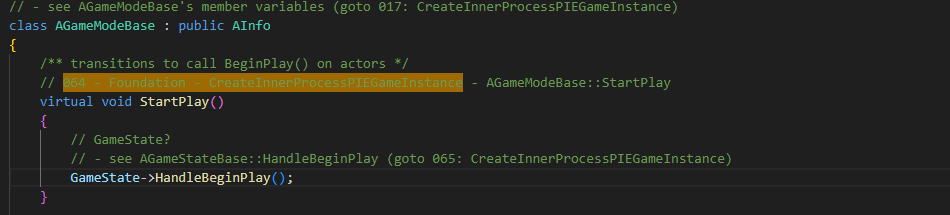 // - see AGameModeBase's member variables (goto 017: CreateInnerProcessPIEGameInstance)
class AGameModeBase : public AInfo
{
/** transitions to call BeginPlay() on actors */
// 064 - Foundation - CreateInnerProcessPIEGameInstance - AGameModeBase::StartPlay
virtual void StartPlay()
{
// GameState?
// - see AGameStateBase::HandleBeginPlay (goto 065: CreateInnerProcessPIEGameInstance)
GameState->HandleBeginPlay();
}